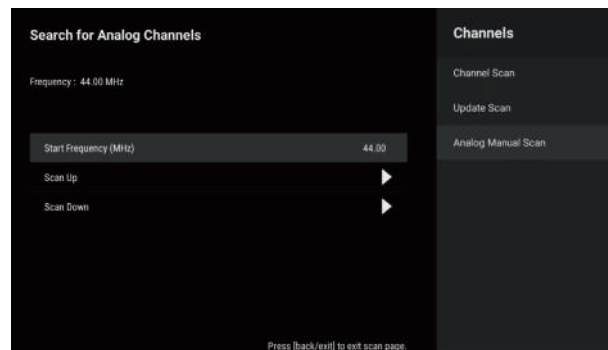 Search for Analog Channels
Frequency : 44.00 MHz
Start Frequency (MHz) 44.00
Scan Up
Scan Down
Press [back/exit] to exit scan page.
Channels
Channel Scan
Update Scan
Analog Manual Scan